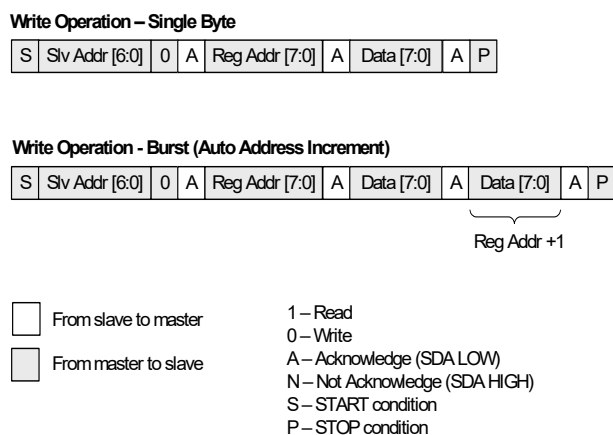 Write Operation – Single Byte
S Slv Addr [6:0] 0 A Reg Addr [7:0] A Data [7:0] A P
Write Operation - Burst (Auto Address Increment)
S Slv Addr [6:0] 0 A Reg Addr [7:0] A Data [7:0] A Data [7:0] A P
Reg Addr +1
From slave to master
From master to slave
1 – Read
0 – Write
A – Acknowledge (SDA LOW)
N – Not Acknowledge (SDA HIGH)
S – START condition
P – STOP condition